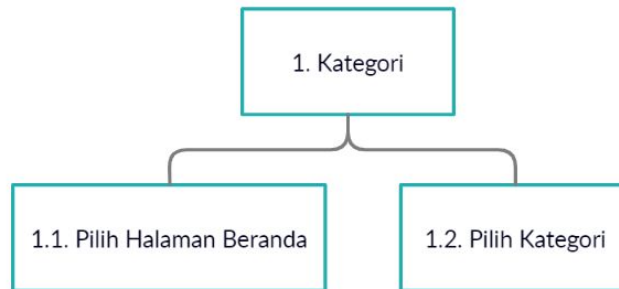 1. Kategori
1.1. Pilih Halaman Beranda
1.2. Pilih Kategori